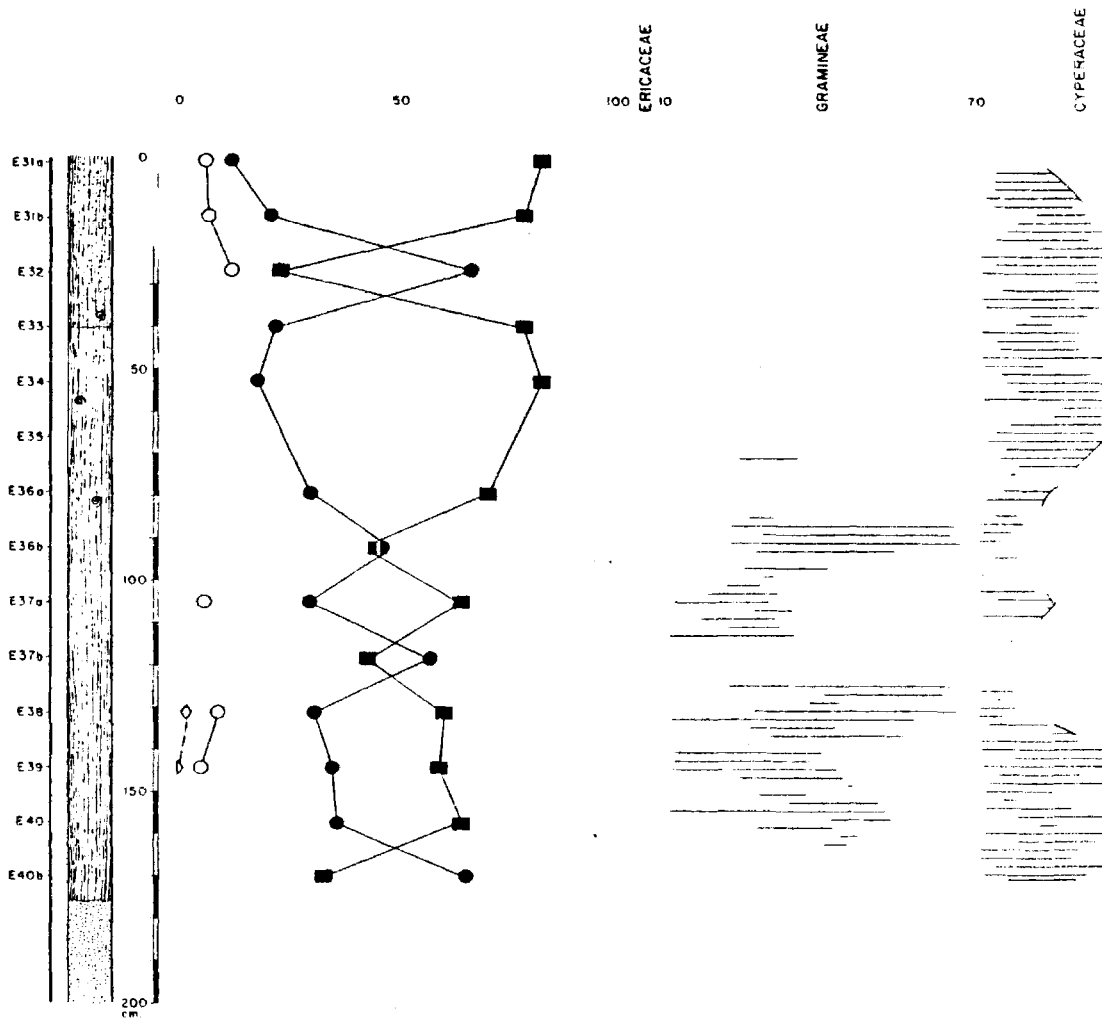 ERICACEAE
GRAMINEAE
CYPERACEAE
0 50 100 10 70
E31a 0
E31b
E32
E33
E34 50
E35
E36a
E36b
100
E37a
E37b
E38
E39
150
E40
E40b
200
cm.